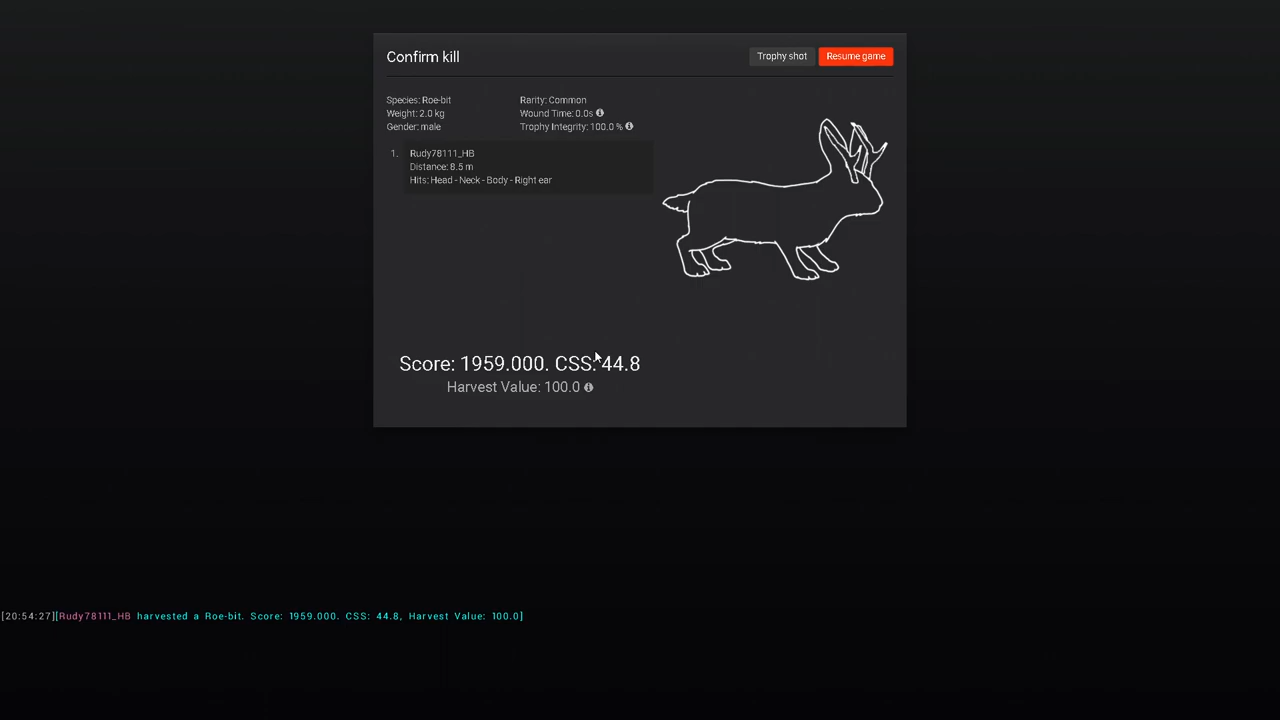 Confirm kill
Trophy shot
Resume game
Species: Roe-bit
Rarity: Common
Weight: 2.0 kg
Wound Time: 0.0s
Gender: male
Trophy Integrity: 100.0 %
1. Rudy78111_HB
Distance: 8.5 m
Hits: Head - Neck - Body - Right ear
Score: 1959.000. CSS: 44.8
Harvest Value: 100.0
[20:54:27][Rudy78111_HB harvested a Roe-bit. Score: 1959.000. CSS: 44.8, Harvest Value: 100.0]